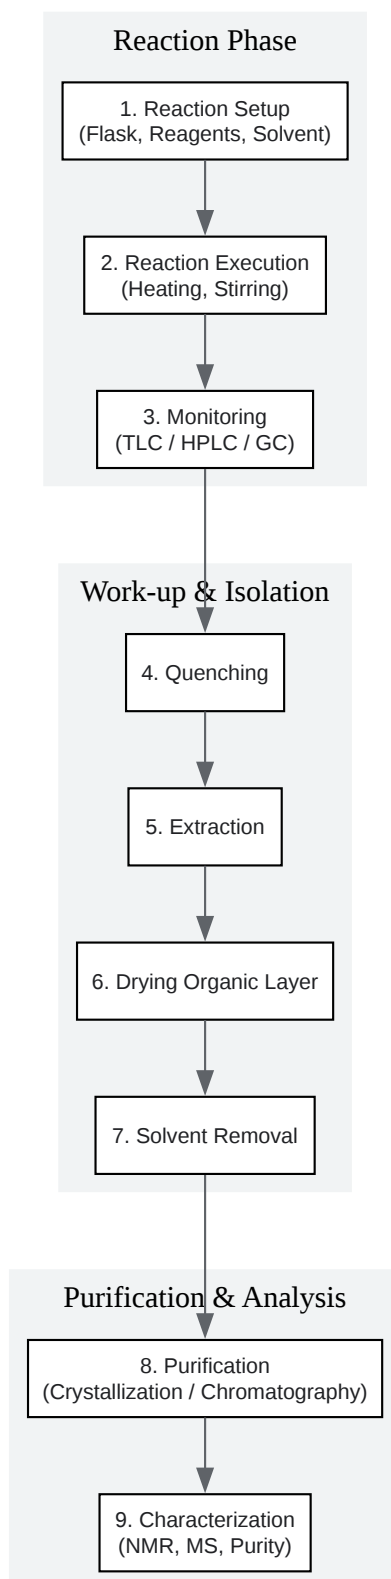 Reaction Phase
1. Reaction Setup
(Flask, Reagents, Solvent)
2. Reaction Execution
(Heating, Stirring)
3. Monitoring
(TLC / HPLC / GC)
Work-up & Isolation
4. Quenching
5. Extraction
6. Drying Organic Layer
7. Solvent Removal
Purification & Analysis
8. Purification
(Crystallization / Chromatography)
9. Characterization
(NMR, MS, Purity)